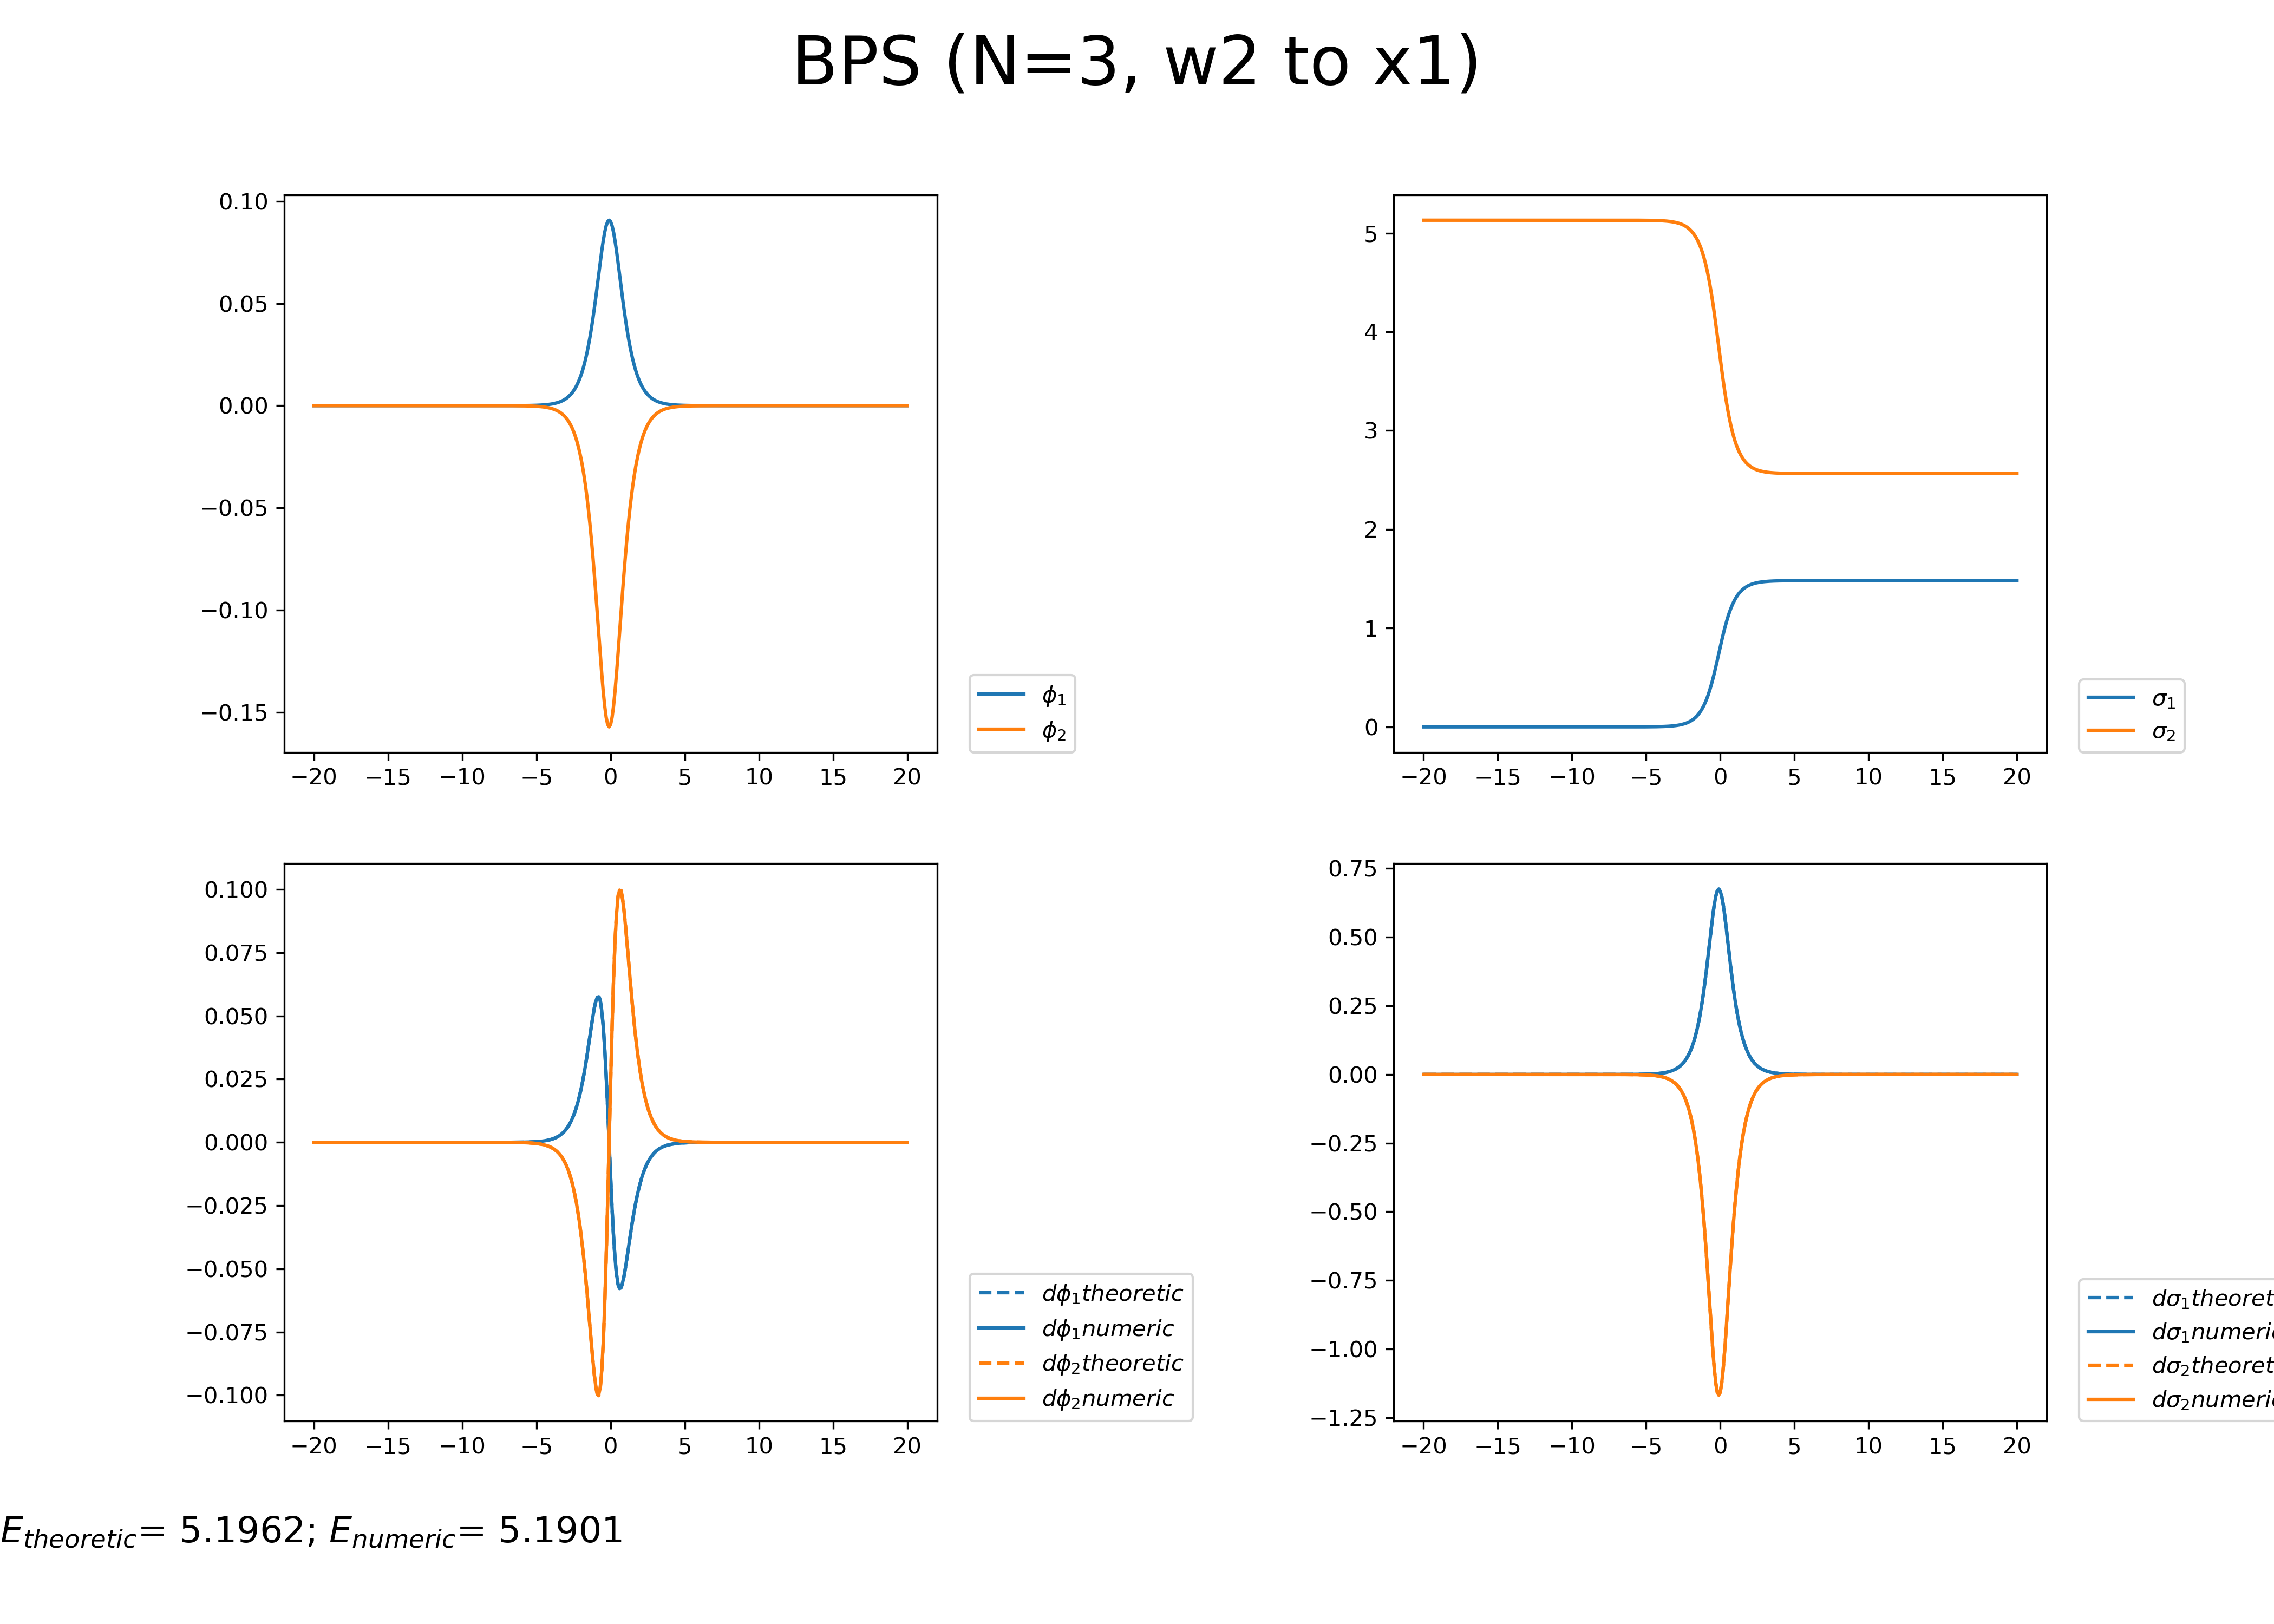 BPS (N=3, w2 to x1)
0.10
0.05
0.00
−0.05
−0.10
−0.15
−20 −15 −10 −5 0 5 10 15 20
ϕ1
ϕ2
5
4
3
2
1
0
−20 −15 −10 −5 0 5 10 15 20
σ1
σ2
0.100
0.075
0.050
0.025
0.000
−0.025
−0.050
−0.075
−0.100
−20 −15 −10 −5 0 5 10 15 20
dϕ1theoretic
dϕ1numeric
dϕ2theoretic
dϕ2numeric
0.75
0.50
0.25
0.00
−0.25
−0.50
−0.75
−1.00
−1.25
−20 −15 −10 −5 0 5 10 15 20
dσ1theoret
dσ1numeri
dσ2theoret
dσ2numeri
Etheoretic= 5.1962; Enumeric= 5.1901